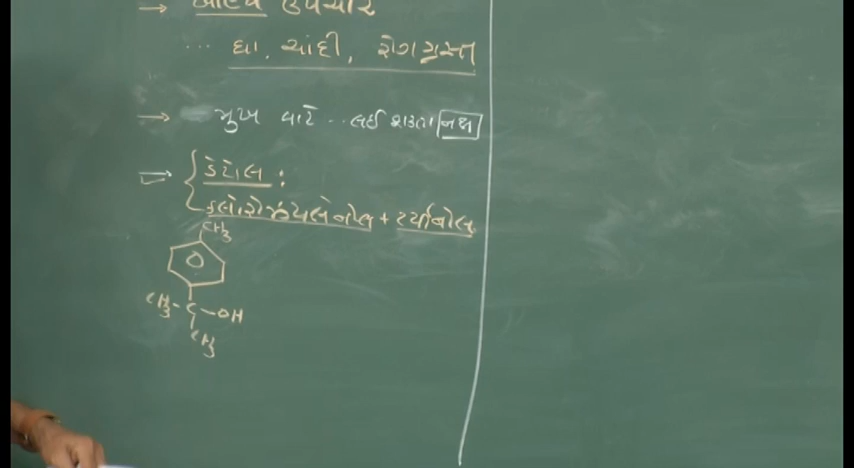 → બાહ્ય ઉપચાર
... ઘા, ચાંદી, રોગગ્રસ્ત
→ મુખ વાટે .. લઈ શકાતા નથી
⇒ ડેટોલ :
ક્લોરોઝાયલેનોલ + ટર્પીનોલ
CH3
CH3-C-OH
CH3